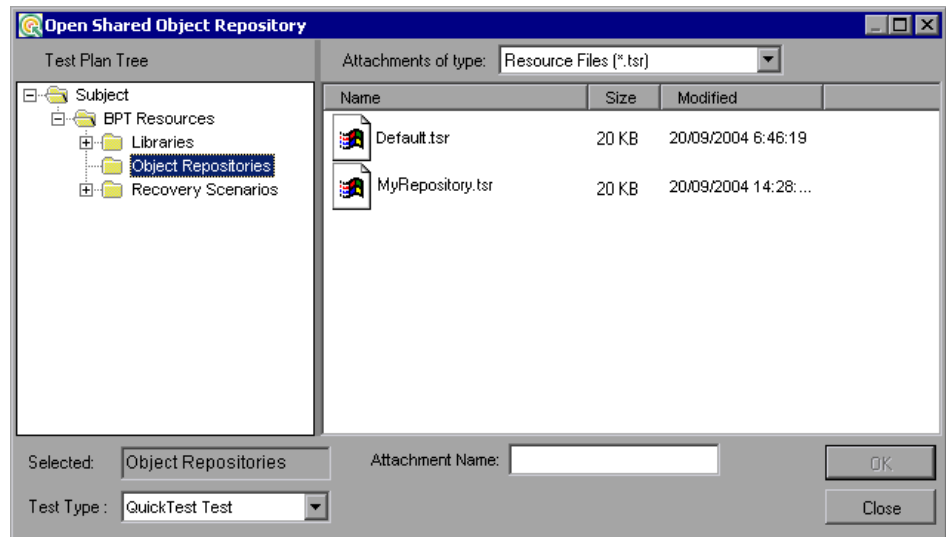 Open Shared Object Repository
Test Plan Tree
Attachments of type: Resource Files (*.tsr)
Subject
BPT Resources
Libraries
Object Repositories
Recovery Scenarios
Name Size Modified
Default.tsr 20 KB 20/09/2004 6:46:19
MyRepository.tsr 20 KB 20/09/2004 14:28:...
Selected: Object Repositories
Attachment Name:
OK
Test Type : QuickTest Test
Close